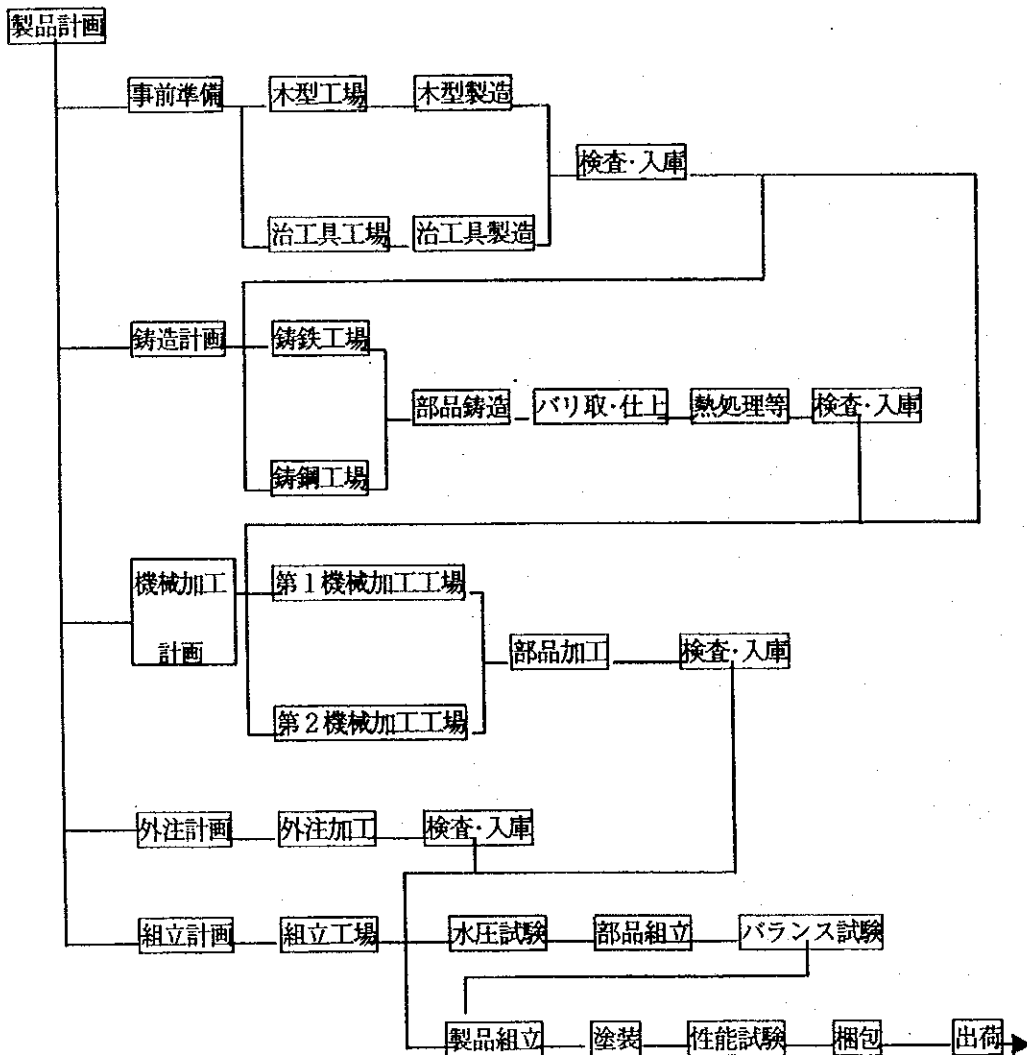 製品計画
事前準備
木型工場
木型製造
検査・入庫
治工具工場
治工具製造
鋳造計画
鋳鉄工場
部品鋳造
バリ取・仕上
熱処理等
検査・入庫
鋳鋼工場
機械加工
計画
第1機械加工工場
部品加工
検査・入庫
第2機械加工工場
外注計画
外注加工
検査・入庫
組立計画
組立工場
水圧試験
部品組立
バランス試験
製品組立
塗装
性能試験
梱包
出荷